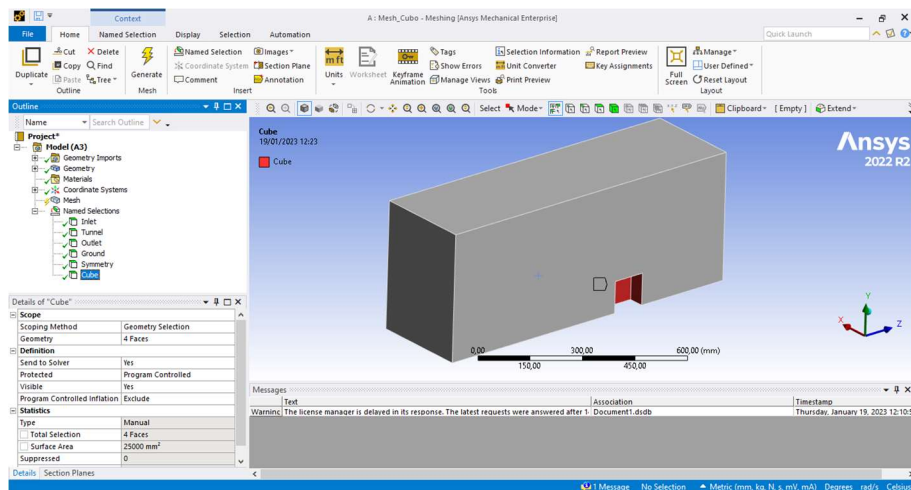 Context
A : Mesh_Cubo - Meshing [Ansys Mechanical Enterprise]
File Home Named Selection Display Selection Automation
Quick Launch
Duplicate
Cut
Copy
Paste
Delete
Find
Tree
Outline
Generate
Mesh
Named Selection
Coordinate System
Comment
Images
Section Plane
Annotation
Insert
Units
Worksheet
Keyframe Animation
Tags
Show Errors
Manage Views
Selection Information
Unit Converter
Print Preview
Report Preview
Key Assignments
Tools
Full Screen
Manage
User Defined
Reset Layout
Layout
Outline
Select Mode Clipboard [ Empty ] Extend
Name Search Outline
Project*
Model (A3)
Geometry Imports
Geometry
Materials
Coordinate Systems
Mesh
Named Selections
Inlet
Tunnel
Outlet
Ground
Symmetry
Cube
Cube
19/01/2023 12:23
Cube
Ansys
2022 R2
Y
X
Z
0,00 300,00 600,00 (mm)
150,00 450,00
Details of "Cube"
Scope
Scoping Method Geometry Selection
Geometry 4 Faces
Definition
Send to Solver Yes
Protected Program Controlled
Visible Yes
Program Controlled Inflation Exclude
Statistics
Type Manual
Total Selection 4 Faces
Surface Area 25000 mm²
Suppressed 0
Details Section Planes
Messages
Text Association Timestamp
Warning The license manager is delayed in its response. The latest requests were answered after 1 Document1.dsdb Thursday, January 19, 2023 12:10:
1 Message No Selection Metric (mm, kg, N, s, mV, mA) Degrees rad/s Celsius